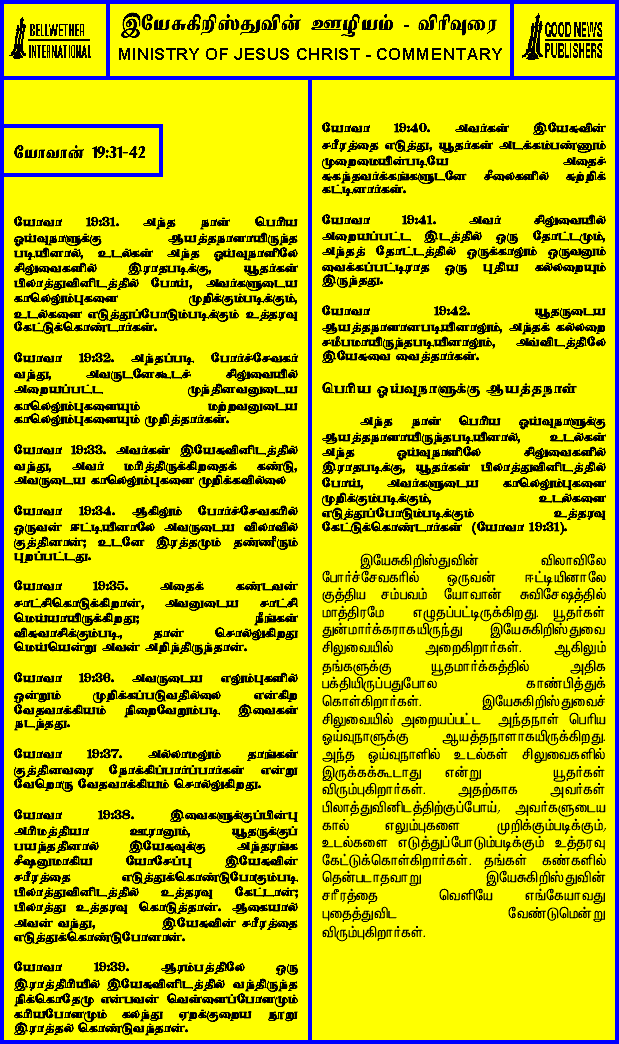 BELLWETHER
INTERNATIONAL
இயேசுகிறிஸ்துவின் ஊழியம் - விரிவுரை
MINISTRY OF JESUS CHRIST - COMMENTARY
GOOD NEWS
PUBLISHERS
யோவான் 19:31-42
யோவா 19:31. அந்த நாள் பெரிய
ஓய்வுநாளுக்கு ஆயத்தநாளாயிருந்த
படியினால், உடல்கள் அந்த ஓய்வுநாளிலே
சிலுவைகளில் இராதபடிக்கு, யூதர்கள்
பிலாத்துவினிடத்தில் போய், அவர்களுடைய
காலெலும்புகளை முறிக்கும்படிக்கும்,
உடல்களை எடுத்துப்போடும்படிக்கும் உத்தரவு
கேட்டுக்கொண்டார்கள்.
யோவா 19:32. அந்தப்படி போர்ச்சேவகர்
வந்து, அவருடனேகூடச் சிலுவையில்
அறையப்பட்ட முந்தினவனுடைய
காலெலும்புகளையும் மற்றவனுடைய
காலெலும்புகளையும் முறித்தார்கள்.
யோவா 19:33. அவர்கள் இயேசுவினிடத்தில்
வந்து, அவர் மரித்திருக்கிறதைக் கண்டு,
அவருடைய காலெலும்புகளை முறிக்கவில்லை
யோவா 19:34. ஆகிலும் போர்ச்சேவகரில்
ஒருவன் ஈட்டியினாலே அவருடைய விலாவில்
குத்தினான்; உடனே இரத்தமும் தண்ணீரும்
புறப்பட்டது.
யோவா 19:35. அதைக் கண்டவன்
சாட்சிகொடுக்கிறான், அவனுடைய சாட்சி
மெய்யாயிருக்கிறது; நீங்கள்
விசுவாசிக்கும்படி, தான் சொல்லுகிறது
மெய்யென்று அவன் அறிந்திருந்தான்.
யோவா 19:36. அவருடைய எலும்புகளில்
ஒன்றும் முறிக்கப்படுவதில்லை என்கிற
வேதவாக்கியம் நிறைவேறும்படி இவைகள்
நடந்தது.
யோவா 19:37. அல்லாமலும் தாங்கள்
குத்தினவரை நோக்கிப்பார்ப்பார்கள் என்று
வேறொரு வேதவாக்கியம் சொல்லுகிறது.
யோவா 19:38. இவைகளுக்குப்பின்பு
அரிமத்தியா ஊரானும், யூதருக்குப்
பயந்ததினால் இயேசுவுக்கு அந்தரங்க
சீஷனுமாகிய யோசேப்பு இயேசுவின்
சரீரத்தை எடுத்துக்கொண்டுபோகும்படி
பிலாத்துவினிடத்தில் உத்தரவு கேட்டான்;
பிலாத்து உத்தரவு கொடுத்தான். ஆகையால்
அவன் வந்து, இயேசுவின் சரீரத்தை
எடுத்துக்கொண்டுபோனான்.
யோவா 19:39. ஆரம்பத்திலே ஒரு
இராத்திரியில் இயேசுவினிடத்தில் வந்திருந்த
நிக்கொதேமு என்பவன் வெள்ளைப்போளமும்
கரியபோளமும் கலந்து ஏறக்குறைய நூறு
இராத்தல் கொண்டுவந்தான்.
யோவா 19:40. அவர்கள் இயேசுவின்
சரீரத்தை எடுத்து, யூதர்கள் அடக்கம்பண்ணும்
முறைமையின்படியே அதைச்
சுகந்தவர்க்கங்களுடனே சீலைகளில் சுற்றிக்
கட்டினார்கள்.
யோவா 19:41. அவர் சிலுவையில்
அறையப்பட்ட இடத்தில் ஒரு தோட்டமும்,
அந்தத் தோட்டத்தில் ஒருக்காலும் ஒருவனும்
வைக்கப்பட்டிராத ஒரு புதிய கல்லறையும்
இருந்தது.
யோவா 19:42. யூதருடைய
ஆயத்தநாளானபடியினாலும், அந்தக் கல்லறை
சமீபமாயிருந்தபடியினாலும், அவ்விடத்திலே
இயேசுவை வைத்தார்கள்.
பெரிய ஓய்வுநாளுக்கு ஆயத்தநாள்
அந்த நாள் பெரிய ஓய்வுநாளுக்கு
ஆயத்தநாளாயிருந்தபடியினால், உடல்கள்
அந்த ஓய்வுநாளிலே சிலுவைகளில்
இராதபடிக்கு, யூதர்கள் பிலாத்துவினிடத்தில்
போய், அவர்களுடைய காலெலும்புகளை
முறிக்கும்படிக்கும், உடல்களை
எடுத்துப்போடும்படிக்கும் உத்தரவு
கேட்டுக்கொண்டார்கள் (யோவா 19:31).
இயேசுகிறிஸ்துவின் விலாவிலே
போர்ச்சேவகரில் ஒருவன் ஈட்டியினாலே
குத்திய சம்பவம் யோவான் சுவிசேஷத்தில்
மாத்திரமே எழுதப்பட்டிருக்கிறது. யூதர்கள்
துன்மார்க்கராகயிருந்து இயேசுகிறிஸ்துவை
சிலுவையில் அறைகிறார்கள். ஆகிலும்
தங்களுக்கு யூதமார்க்கத்தில் அதிக
பக்தியிருப்பதுபோல காண்பித்துக்
கொள்கிறார்கள். இயேசுகிறிஸ்துவைச்
சிலுவையில் அறையப்பட்ட அந்தநாள் பெரிய
ஓய்வுநாளுக்கு ஆயத்தநாளாகயிருக்கிறது.
அந்த ஓய்வுநாளில் உடல்கள் சிலுவைகளில்
இருக்கக்கூடாது என்று யூதர்கள்
விரும்புகிறார்கள். அதற்காக அவர்கள்
பிலாத்துவினிடத்திற்குப்போய், அவர்களுடைய
கால் எலும்புகளை முறிக்கும்படிக்கும்,
உடல்களை எடுத்துப்போடும்படிக்கும் உத்தரவு
கேட்டுக்கொள்கிறார்கள். தங்கள் கண்களில்
தென்படாதவாறு இயேசுகிறிஸ்துவின்
சரீரத்தை வெளியே எங்கேயாவது
புதைத்துவிட வேண்டுமென்று
விரும்புகிறார்கள்.